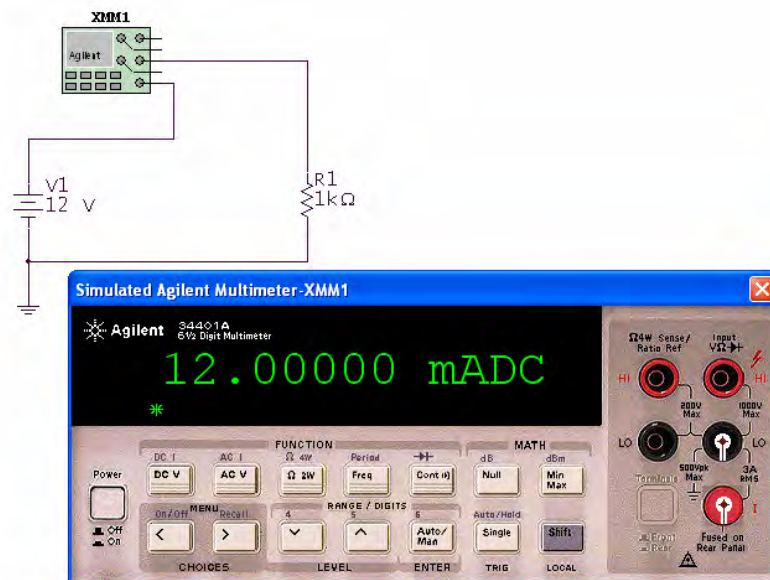 XMM1
Agilent
V1
12 V
R1
1kΩ
Simulated Agilent Multimeter-XMM1
Agilent 34401A
6½ Digit Multimeter
12.00000 mADC
*
Ω4W Sense/
Ratio Ref
Input
VΩ
HI
HI
200V
Max
1000V
Max
LO
LO
500Vpk
Max
3A
RMS
Terminals
I
Front
Rear
Fused on
Rear Panal
FUNCTION
MATH
DC I
AC I
Ω 4W
Period
dB
dBm
Power
DC V
AC V
Ω 2W
Freq
Cont
Null
Min
Max
Off
On
MENU
RANGE / DIGITS
On/Off
Recall
4
5
6
Auto/Hold
<
>
Auto/
Man
Single
Shift
CHOICES
LEVEL
ENTER
TRIG
LOCAL